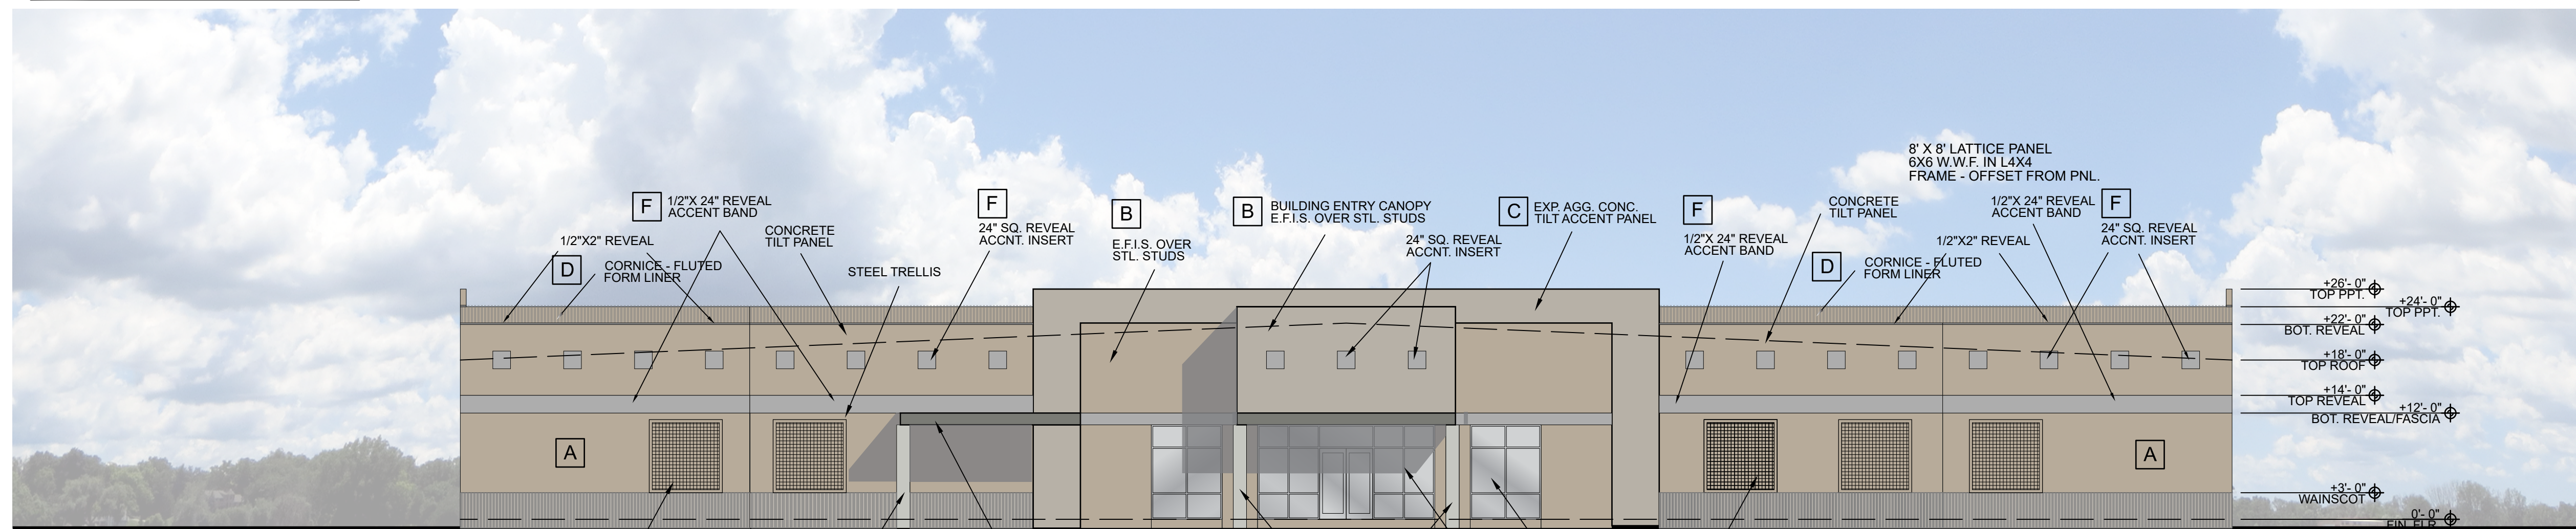 F
1/2"X 24" REVEAL
ACCENT BAND
1/2"X2" REVEAL
D
CORNICE - FLUTED
FORM LINER
CONCRETE
TILT PANEL
STEEL TRELLIS
F
24" SQ. REVEAL
ACCNT. INSERT
B
E.F.I.S. OVER
STL. STUDS
B
BUILDING ENTRY CANOPY
E.F.I.S. OVER STL. STUDS
24" SQ. REVEAL
ACCNT. INSERT
C
EXP. AGG. CONC.
TILT ACCENT PANEL
F
1/2"X 24" REVEAL
ACCENT BAND
CONCRETE
TILT PANEL
D
CORNICE - FLUTED
FORM LINER
8' X 8' LATTICE PANEL
6X6 W.W.F. IN L4X4
FRAME - OFFSET FROM PNL.
1/2"X 24" REVEAL
ACCENT BAND
1/2"X2" REVEAL
F
24" SQ. REVEAL
ACCNT. INSERT
A
A
+26'- 0"
TOP PPT.
+24'- 0"
TOP PPT.
+22'- 0"
BOT. REVEAL
+18'- 0"
TOP ROOF
+14'- 0"
TOP REVEAL
+12'- 0"
BOT. REVEAL/FASCIA
+3'- 0"
WAINSCOT
0'- 0"
FIN. FLR.